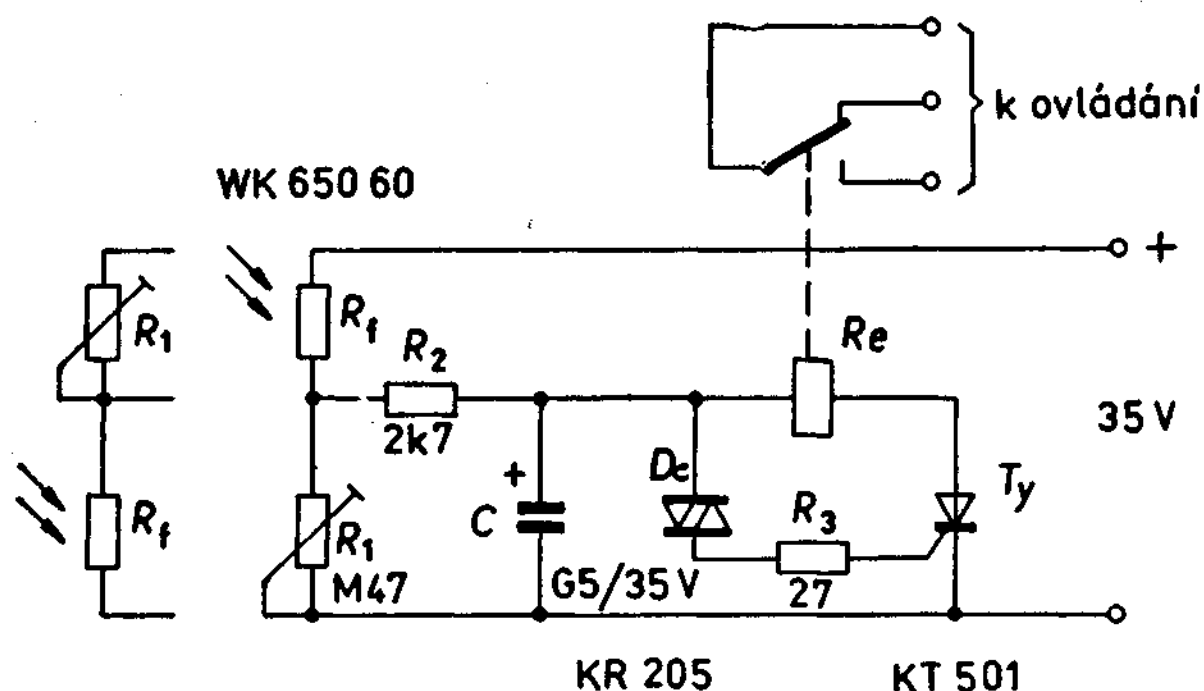 k ovládání
WK 650 60
+
R1
Rf
R2
Re
2k7
35 V
+
Dc
Ty
Rf
C
R3
R1
M47
G5/35 V
27
KR 205
KT 501